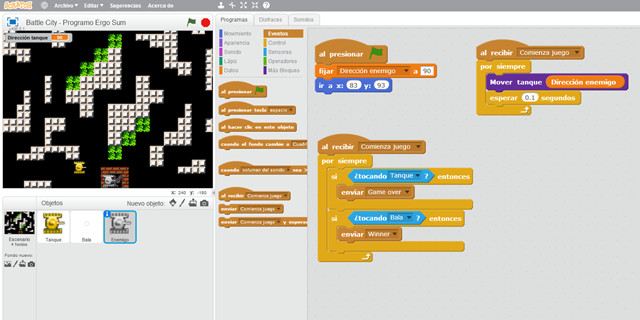 SCRATCH Archivo Editar Sugerencias Acerca de
Battle City - Programo Ergo Sum
Dirección tanque 90
x: 240 y: -180
Objetos Nuevo objeto:
Escenario
Fondo nuevo:
Tanque
Bala
Enemigo
Programas Disfraces Sonidos
Movimiento Eventos
Apariencia Control
Sonido Sensores
Lápiz Operadores
Datos Más Bloques
al presionar
al presionar tecla espacio
al hacer clic en este objeto
cuando el fondo cambie a
cuando volumen del sonido
al recibir Comienza juego
enviar Comienza juego
enviar Comienza juego y espera
al presionar
fijar Dirección enemigo a 90
ir a x: 83 y: 93
al recibir Comienza juego
por siempre
si ¿tocando Tanque ? entonces
enviar Game over
si ¿tocando Bala ? entonces
enviar Winner
al recibir Comienza juego
por siempre
Mover tanque Dirección enemigo
esperar 0.1 segundos